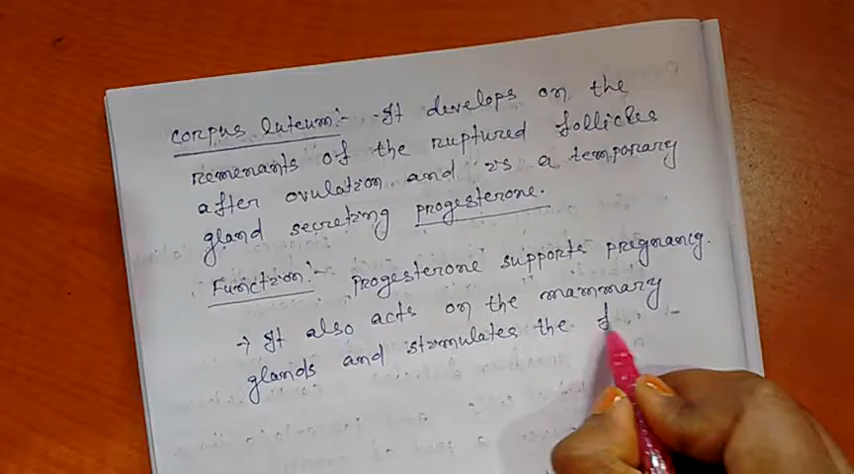 corpus luteum:- It develops on the
remenants of the ruptured follicles
after ovulation and is a temporary
gland secreting progesterone.
Function:- progesterone supports pregnancy.
→ It also acts on the mammary
glands and stimulates the f